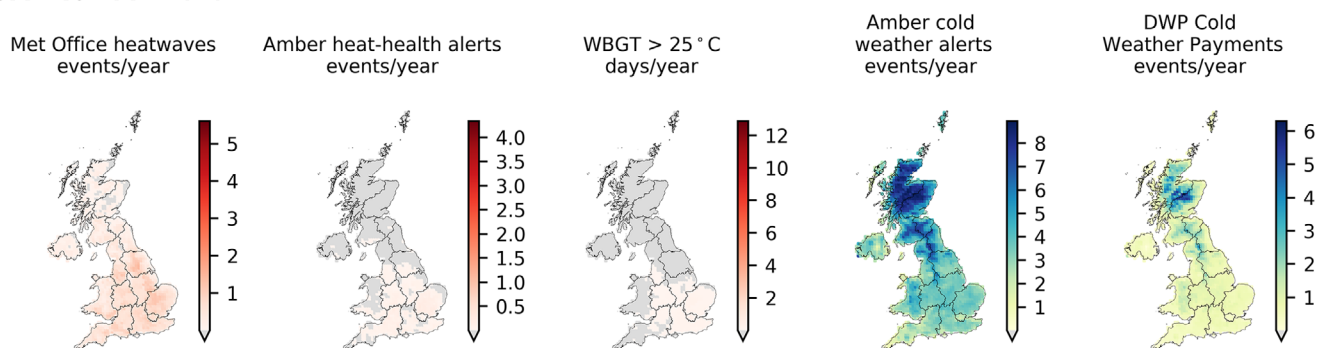 Met Office heatwaves
events/year
Amber heat-health alerts
events/year
WBGT > 25°C
days/year
Amber cold
weather alerts
events/year
DWP Cold
Weather Payments
events/year
5
4
3
2
1
4.0
3.5
3.0
2.5
2.0
1.5
1.0
0.5
12
10
8
6
4
2
8
7
6
5
4
3
2
1
6
5
4
3
2
1